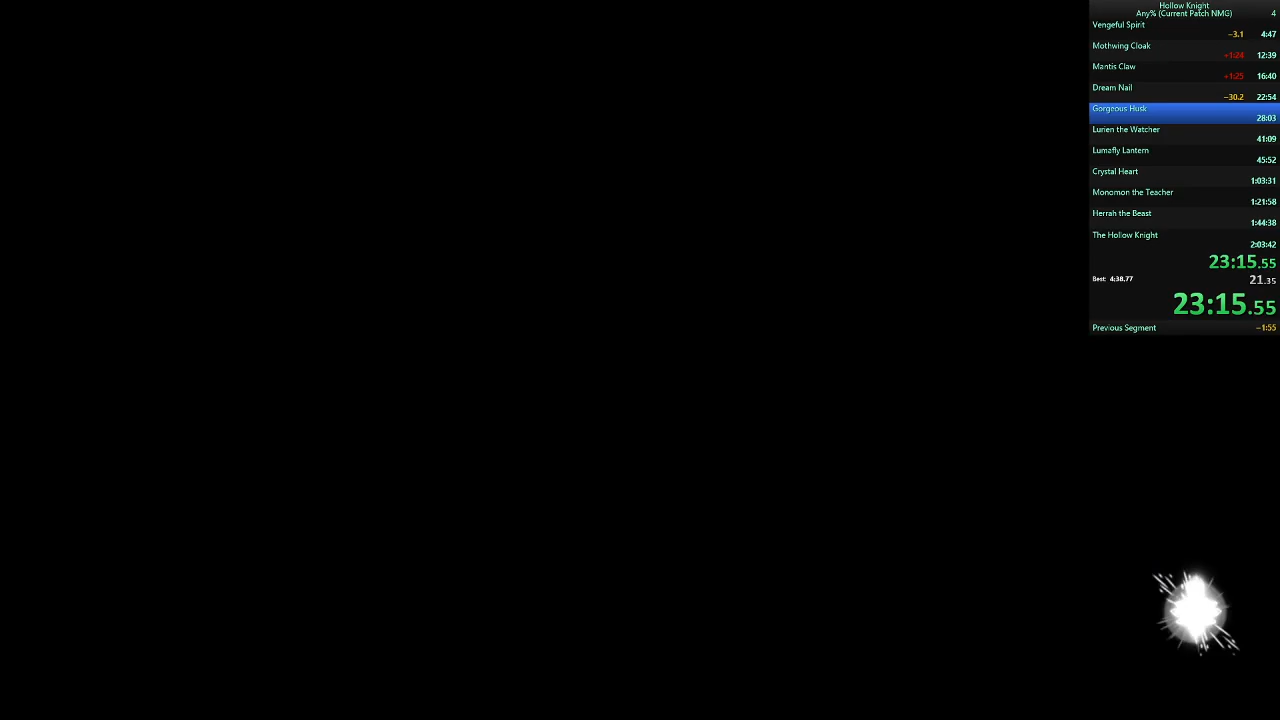 Hollow Knight
Any% (Current Patch NMG) 4
Vengeful Spirit
−3.1 4:47
Mothwing Cloak
+1:24 12:39
Mantis Claw
+1:25 16:40
Dream Nail
−30.2 22:54
Gorgeous Husk
28:03
Lurien the Watcher
41:09
Lumafly Lantern
45:52
Crystal Heart
1:03:31
Monomon the Teacher
1:21:58
Herrah the Beast
1:44:38
The Hollow Knight
2:03:42
23:15.55
Best: 4:38.77 21.35
23:15.55
Previous Segment −1:55